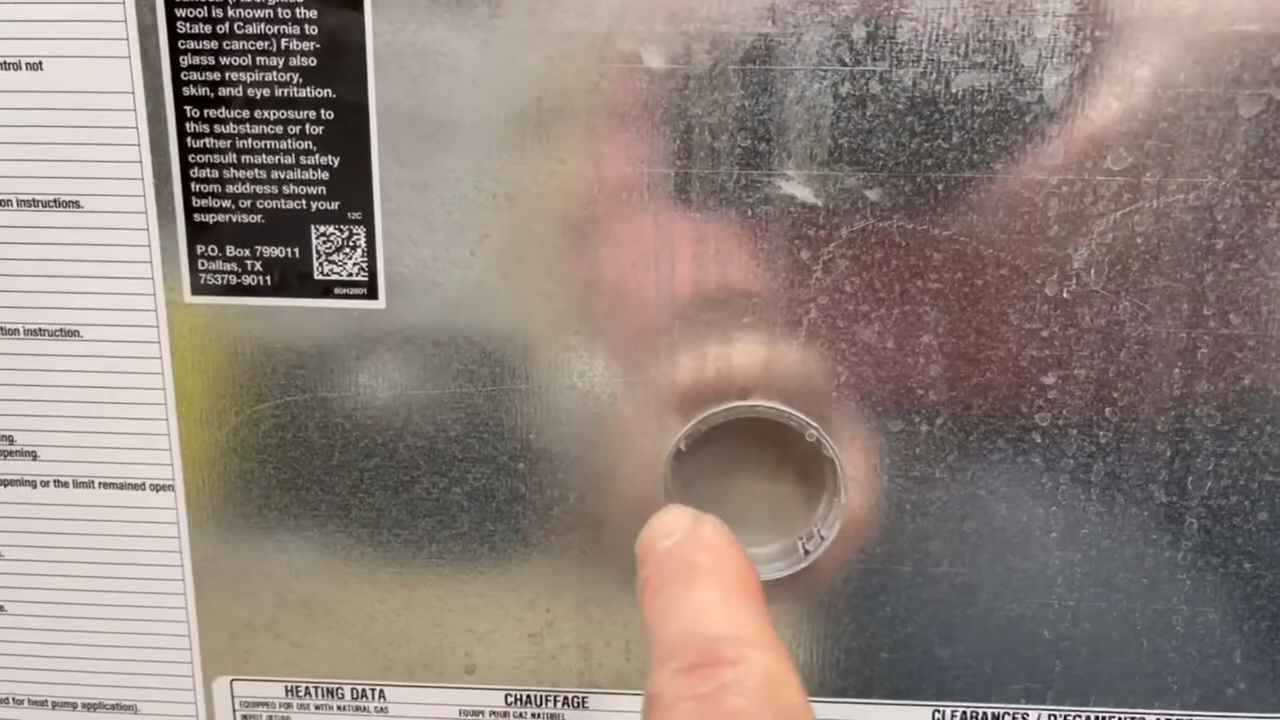 wool is known to the
State of California to
cause cancer.) Fiber-
glass wool may also
cause respiratory,
skin, and eye irritation.
To reduce exposure to
this substance or for
further information,
consult material safety
data sheets available
from address shown
below, or contact your
supervisor.
12C
P.O. Box 799011
Dallas, TX
75379-9011
ntrol not
on instructions.
tion instruction.
ng.
pening.
opening or the limit remained open
e.
ed for heat pump application).
HEATING DATA
EQUIPPED FOR USE WITH NATURAL GAS
CHAUFFAGE
EQUIPE POUR GAZ NATUREL
CLEARANCES / D'EGAMENTS